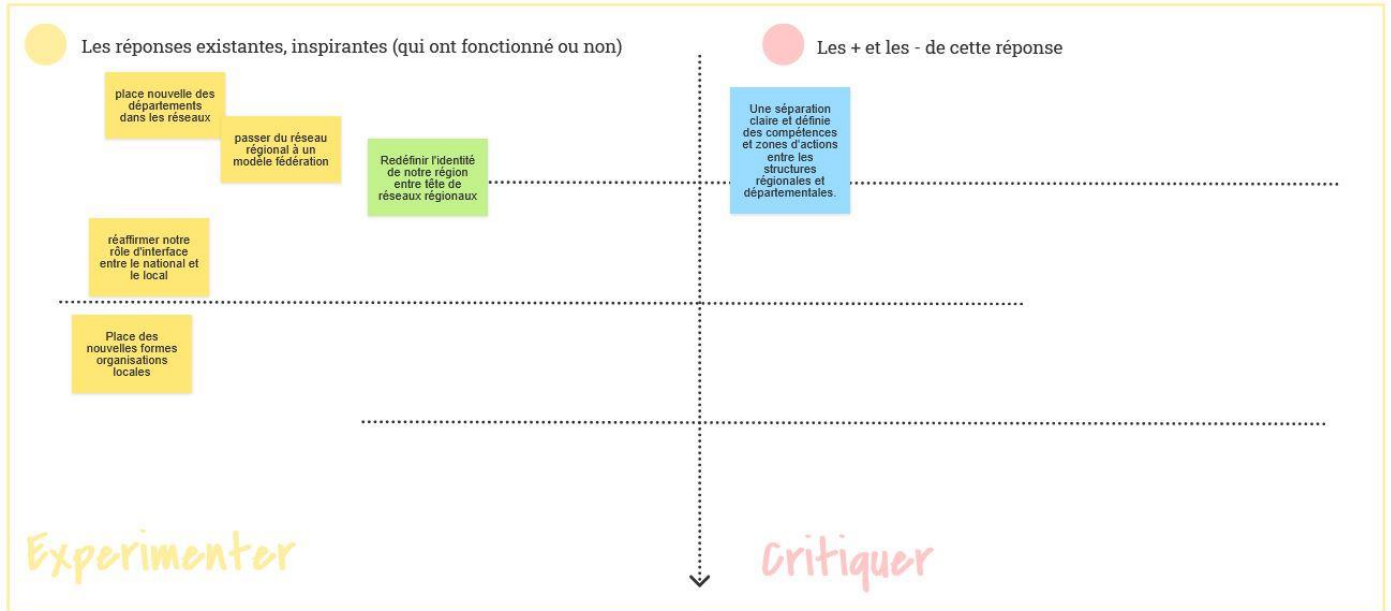 Les réponses existantes, inspirantes (qui ont fonctionné ou non)
Les + et les - de cette réponse
place nouvelle des
départements
dans les réseaux
passer du réseau
régional à un
modèle fédération
Redéfinir l'identité
de notre région
entre tête de
réseaux régionaux
Une séparation
claire et définie
des compétences
et zones d'actions
entre les
structures
régionales et
départementales.
réaffirmer notre
rôle d'interface
entre le national et
le local
Place des
nouvelles formes
organisations
locales
Experimenter
Critiquer